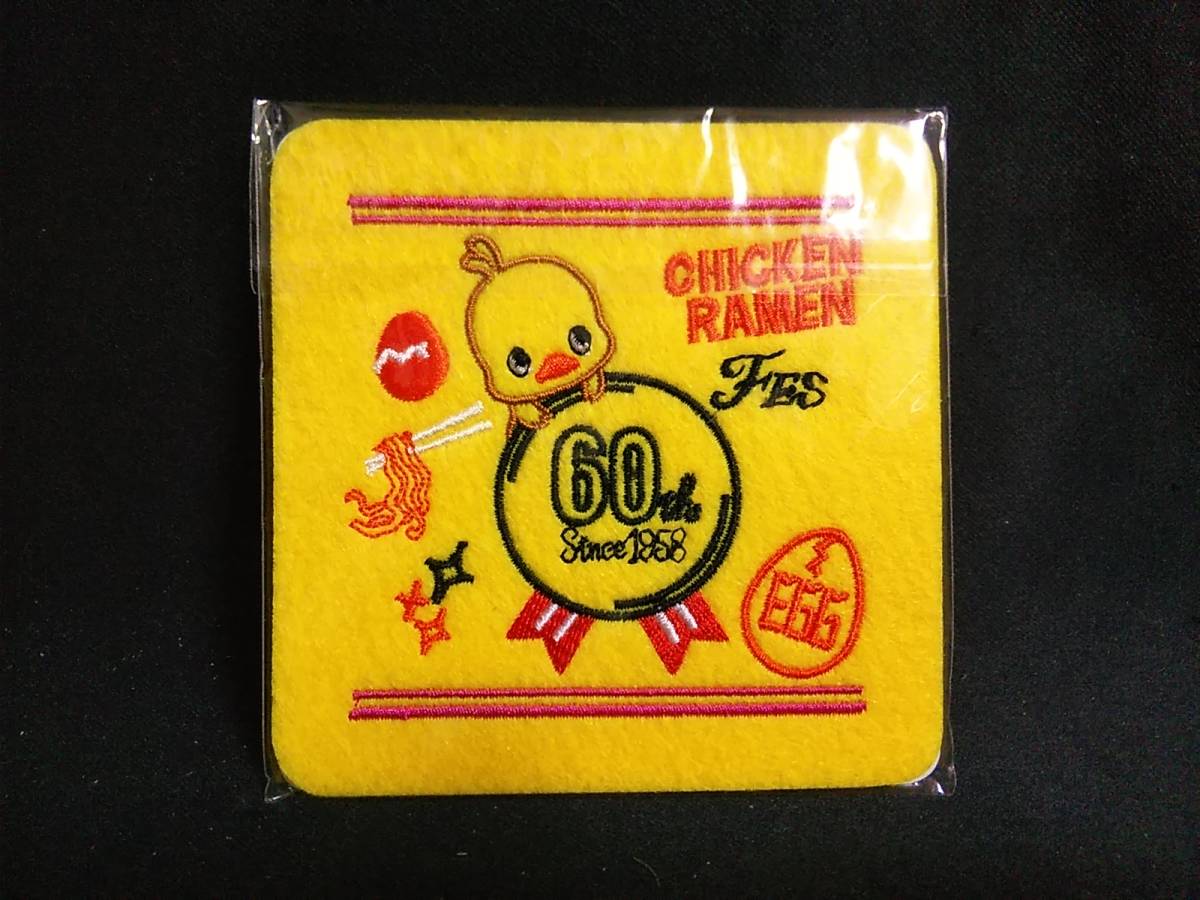 CHICKEN
RAMEN
FES
60th
Since1958
EGG